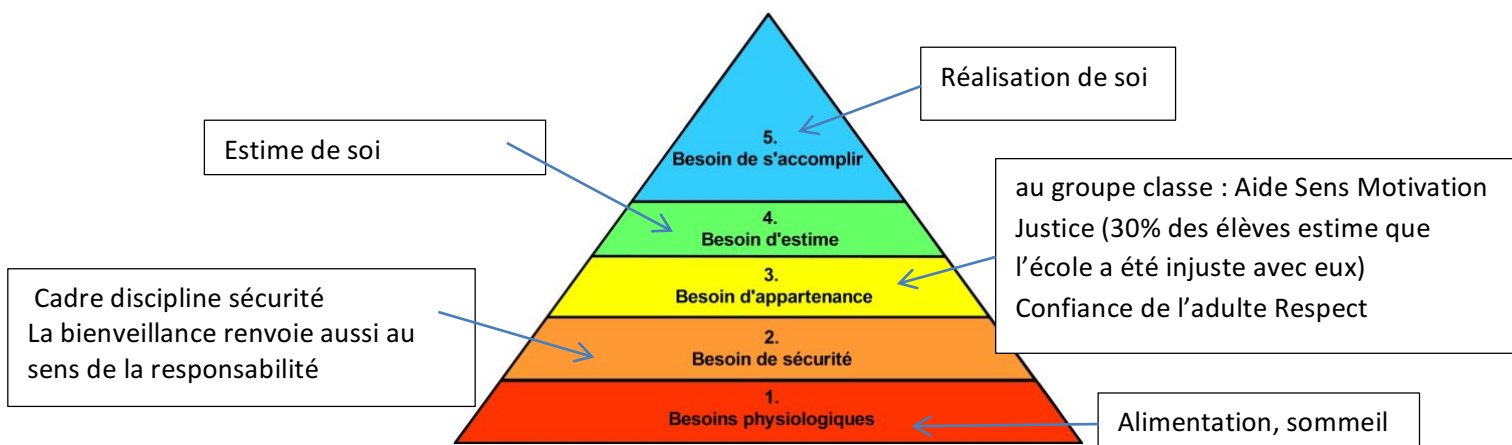 Réalisation de soi
5.
Besoin de s'accomplir
Estime de soi
4.
Besoin d'estime
au groupe classe : Aide Sens Motivation
Justice (30% des élèves estime que
l’école a été injuste avec eux)
Confiance de l’adulte Respect
3.
Besoin d'appartenance
Cadre discipline sécurité
La bienveillance renvoie aussi au
sens de la responsabilité
2.
Besoin de sécurité
1.
Besoins physiologiques
Alimentation, sommeil